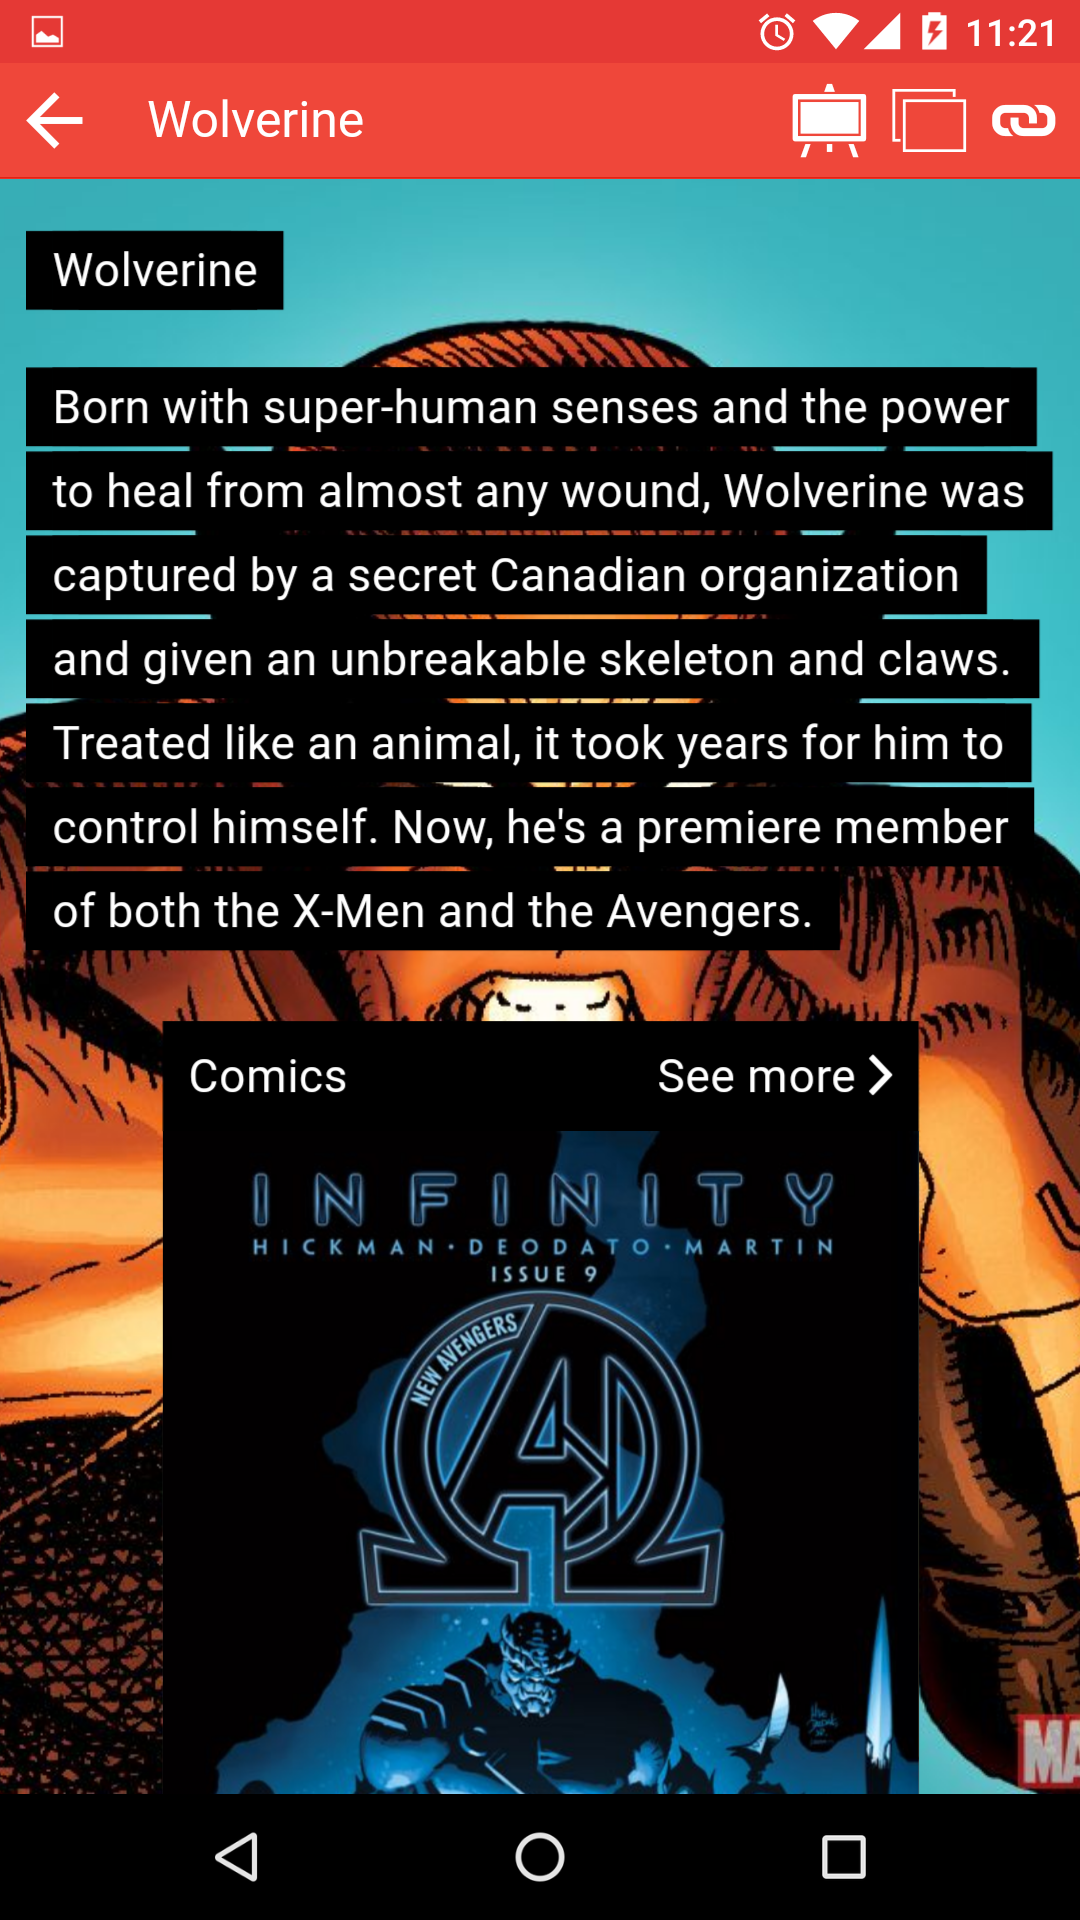 11:21
Wolverine
Wolverine
Born with super-human senses and the power
to heal from almost any wound, Wolverine was
captured by a secret Canadian organization
and given an unbreakable skeleton and claws.
Treated like an animal, it took years for him to
control himself. Now, he's a premiere member
of both the X-Men and the Avengers.
Comics See more
INFINITY
HICKMAN · DEODATO · MARTIN
ISSUE 9
NEW AVENGERS
MA